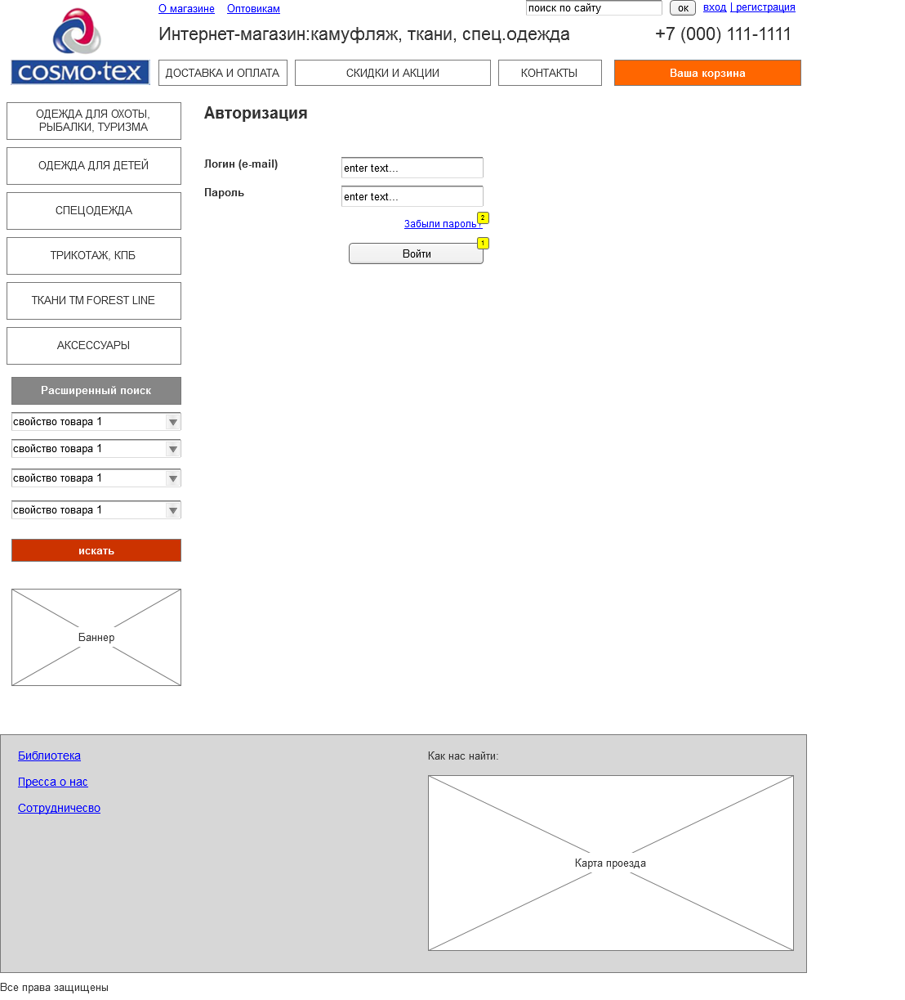 О магазине
Оптовикам
поиск по сайту
ок
вход | регистрация
Интернет-магазин:камуфляж, ткани, спец.одежда
+7 (000) 111-1111
COSMO·TEX
ДОСТАВКА И ОПЛАТА
СКИДКИ И АКЦИИ
КОНТАКТЫ
Ваша корзина
ОДЕЖДА ДЛЯ ОХОТЫ,
РЫБАЛКИ, ТУРИЗМА
ОДЕЖДА ДЛЯ ДЕТЕЙ
СПЕЦОДЕЖДА
ТРИКОТАЖ, КПБ
ТКАНИ ТМ FOREST LINE
АКСЕССУАРЫ
Авторизация
Логин (e-mail)
enter text...
Пароль
enter text...
Забыли пароль?
2
1
Войти
Расширенный поиск
свойство товара 1
свойство товара 1
свойство товара 1
свойство товара 1
искать
Баннер
Библиотека
Пресса о нас
Сотрудничесво
Как нас найти:
Карта проезда
Все права защищены